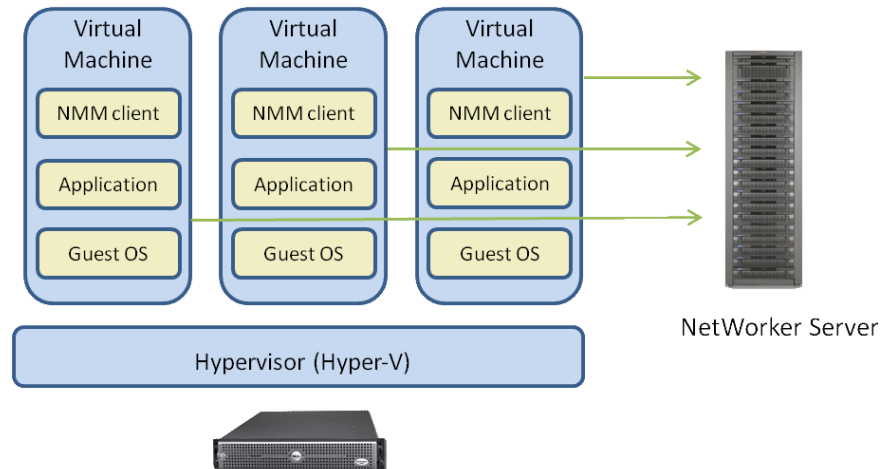 Virtual
Machine
NMM client
Application
Guest OS
Virtual
Machine
NMM client
Application
Guest OS
Virtual
Machine
NMM client
Application
Guest OS
NetWorker Server
Hypervisor (Hyper-V)